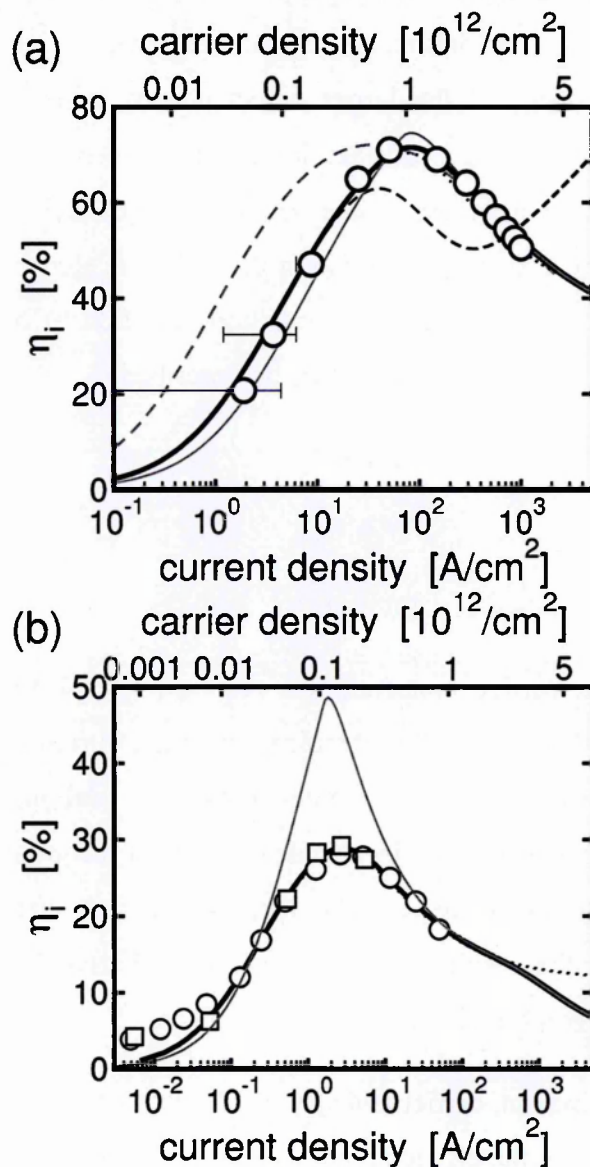 (a)
carrier density [10^12/cm^2]
0.01 0.1 1 5
80
60
40
20
0
η_i [%]
10^-1 10^0 10^1 10^2 10^3
current density [A/cm^2]
(b)
carrier density [10^12/cm^2]
0.001 0.01 0.1 1 5
50
40
30
20
10
0
η_i [%]
10^-2 10^-1 10^0 10^1 10^2 10^3
current density [A/cm^2]